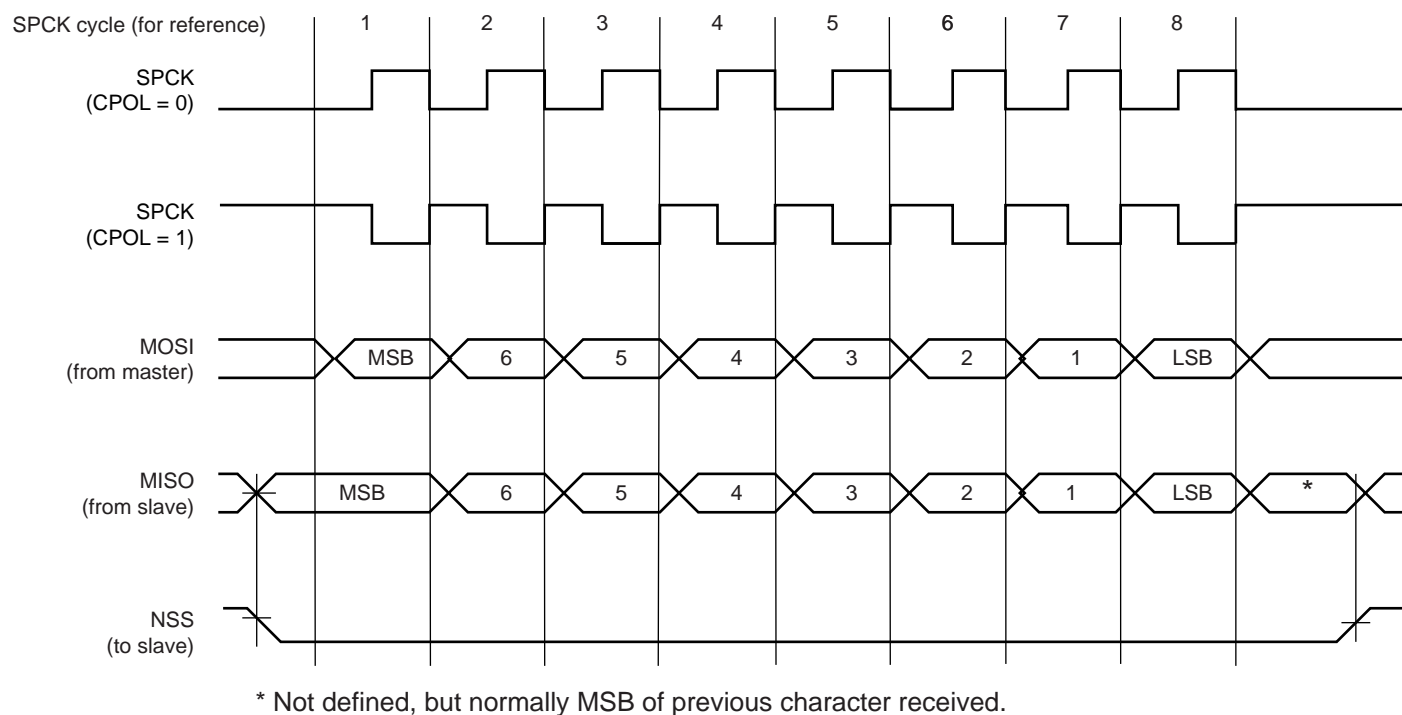 SPCK cycle (for reference) 1 2 3 4 5 6 7 8
SPCK
(CPOL = 0)
SPCK
(CPOL = 1)
MOSI
(from master)
MSB 6 5 4 3 2 1 LSB
MISO
(from slave)
MSB 6 5 4 3 2 1 LSB *
NSS
(to slave)
* Not defined, but normally MSB of previous character received.